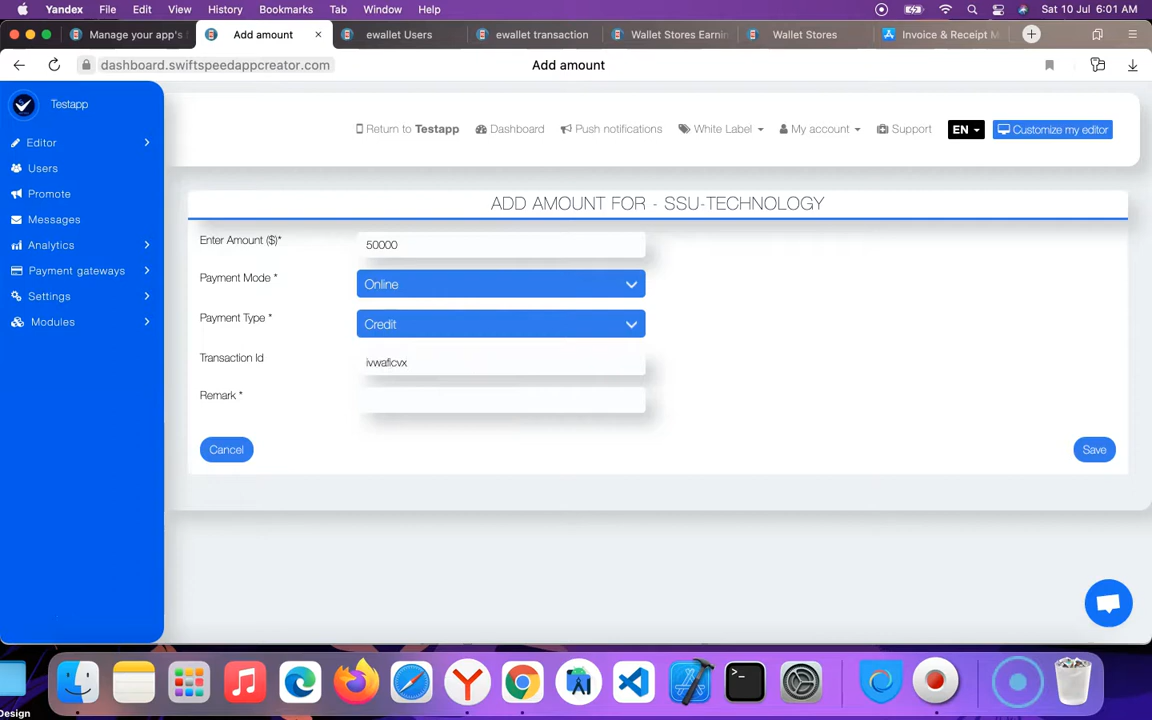 Yandex File Edit View History Bookmarks Tab Window Help Sat 10 Jul 6:01 AM
Manage your app's Add amount ewallet Users ewallet transaction Wallet Stores Earnin Wallet Stores Invoice & Receipt M
dashboard.swiftspeedappcreator.com Add amount
Testapp
Editor
Users
Promote
Messages
Analytics
Payment gateways
Settings
Modules
Return to Testapp Dashboard Push notifications White Label My account Support EN Customize my editor
ADD AMOUNT FOR - SSU-TECHNOLOGY
Enter Amount ($)* 50000
Payment Mode * Online
Payment Type * Credit
Transaction Id ivwaficvx
Remark *
Cancel Save
Design